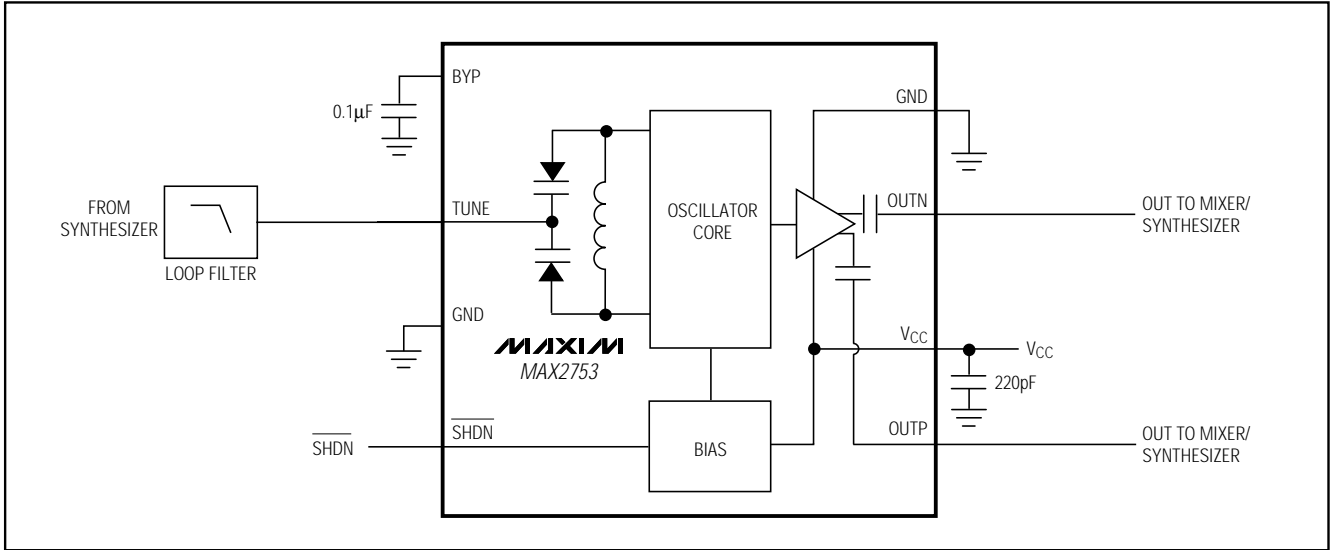 BYP
0.1µF
GND
FROM
SYNTHESIZER
LOOP FILTER
TUNE
OSCILLATOR
CORE
OUTN
OUT TO MIXER/
SYNTHESIZER
GND
MAXIM
MAX2753
VCC
VCC
220pF
SHDN
SHDN
BIAS
OUTP
OUT TO MIXER/
SYNTHESIZER